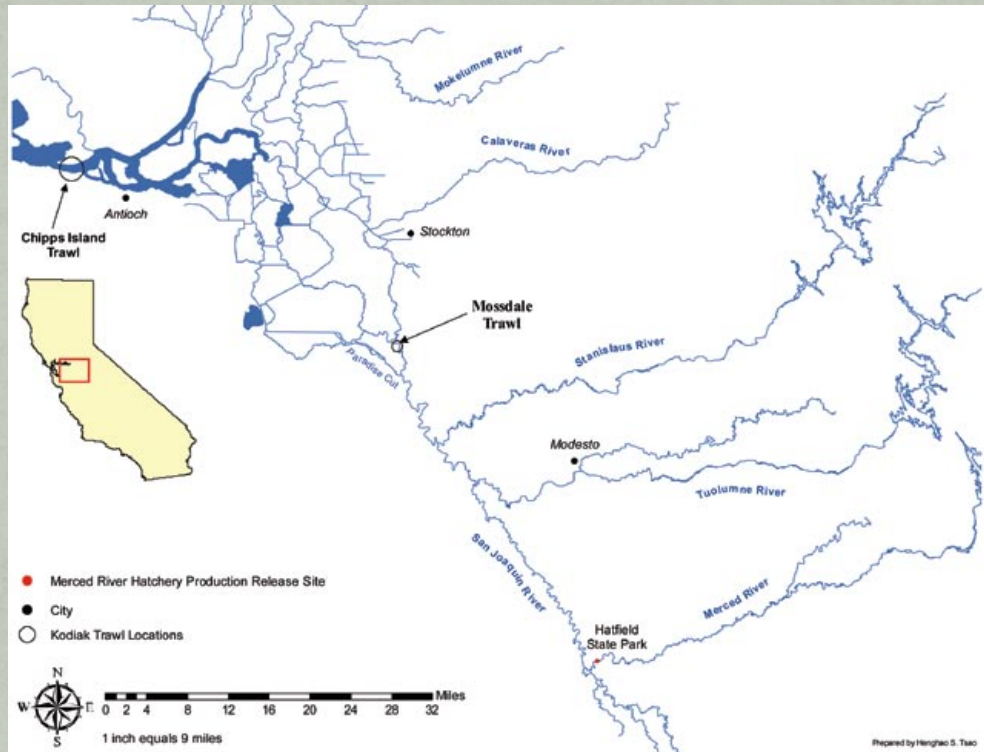 Mokelumne River
Calaveras River
Antioch
Stockton
Chipps Island
Trawl
Mossdale
Trawl
Paradise Cut
Stanislaus River
Modesto
Tuolumne River
San Joaquin River
Merced River
Hatfield
State Park
Merced River Hatchery Production Release Site
City
Kodiak Trawl Locations
N
W
E
S
Miles
0 2 4 8 12 16 20 24 28 32
1 inch equals 9 miles
Prepared by Henghao S. Tsao